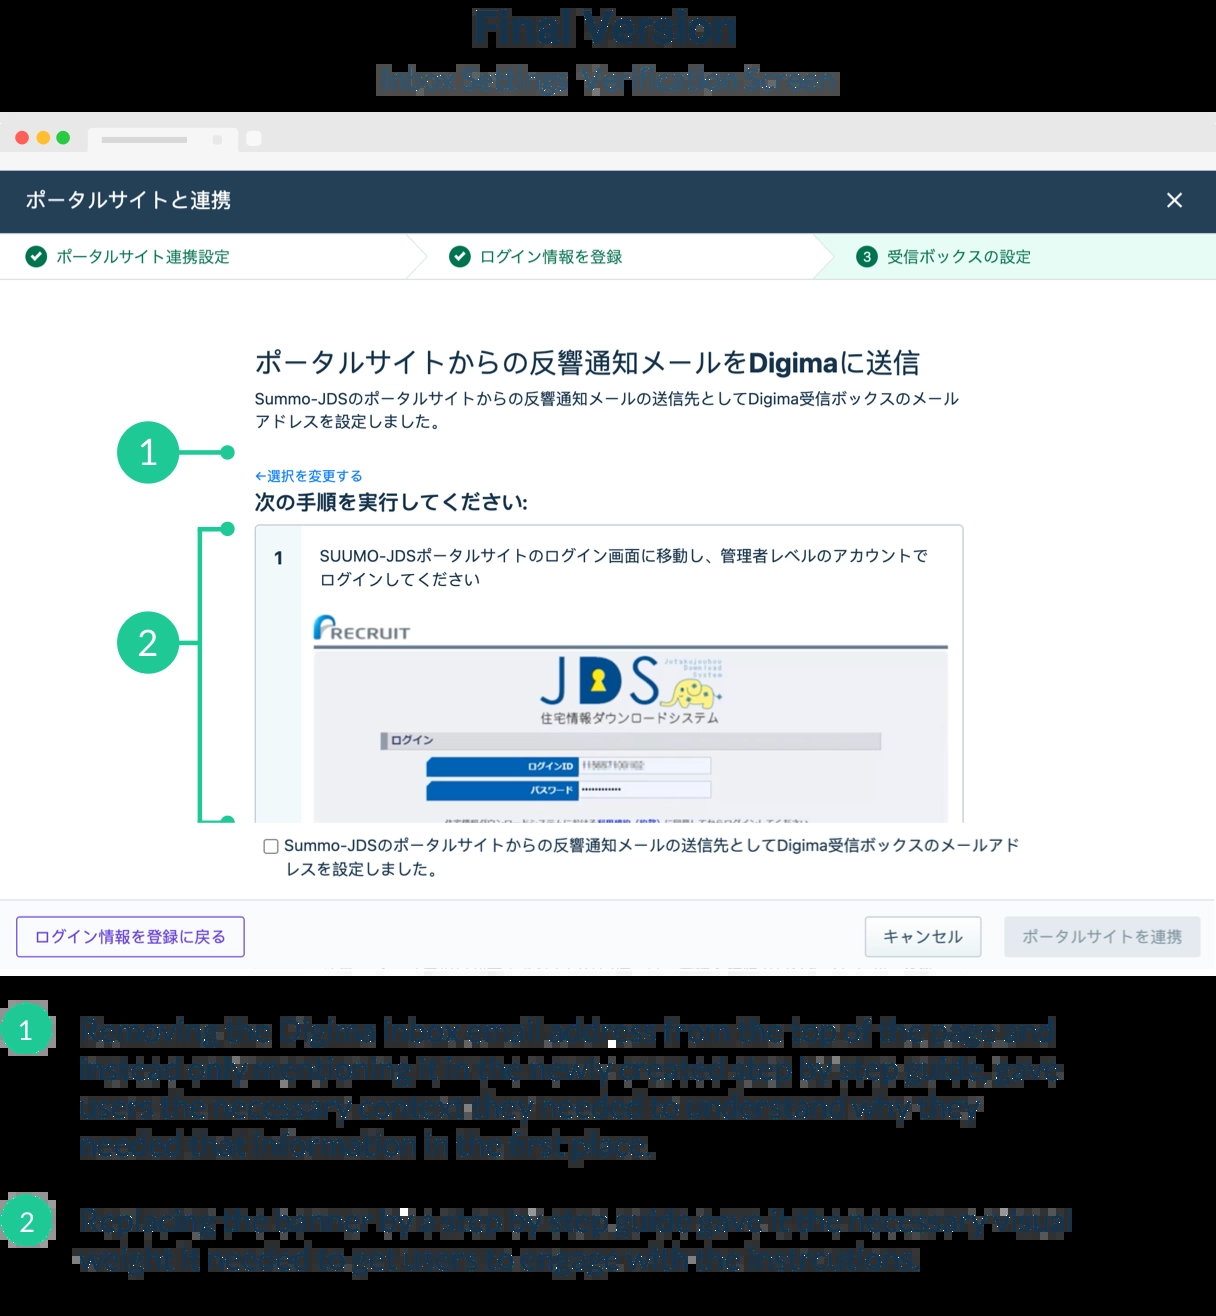 Final Version
Inbox Settings Verification Screen
ポータルサイトと連携
ポータルサイト連携設定
ログイン情報を登録
3 受信ボックスの設定
ポータルサイトからの反響通知メールをDigimaに送信
Summo-JDSのポータルサイトからの反響通知メールの送信先としてDigima受信ボックスのメール
アドレスを設定しました。
1
←選択を変更する
次の手順を実行してください:
1 SUUMO-JDSポータルサイトのログイン画面に移動し、管理者レベルのアカウントで
ログインしてください
RECRUIT
2
JDS
Jutakujouhou
Download
System
住宅情報ダウンロードシステム
ログイン
ログインID
パスワード ••••••••••••
Summo-JDSのポータルサイトからの反響通知メールの送信先としてDigima受信ボックスのメールアド
レスを設定しました。
ログイン情報を登録に戻る
キャンセル
ポータルサイトを連携
1 Removing the Digima Inbox email address from the top of the page and
instead only mentioning it in the newly created step by step guide, gave
users the necessary context they needed to understand why they
needed that information in the first place.
2 Replacing the banner by a step by step guide gave it the necessary visual
weight it needed to get users to engage with the instructions.